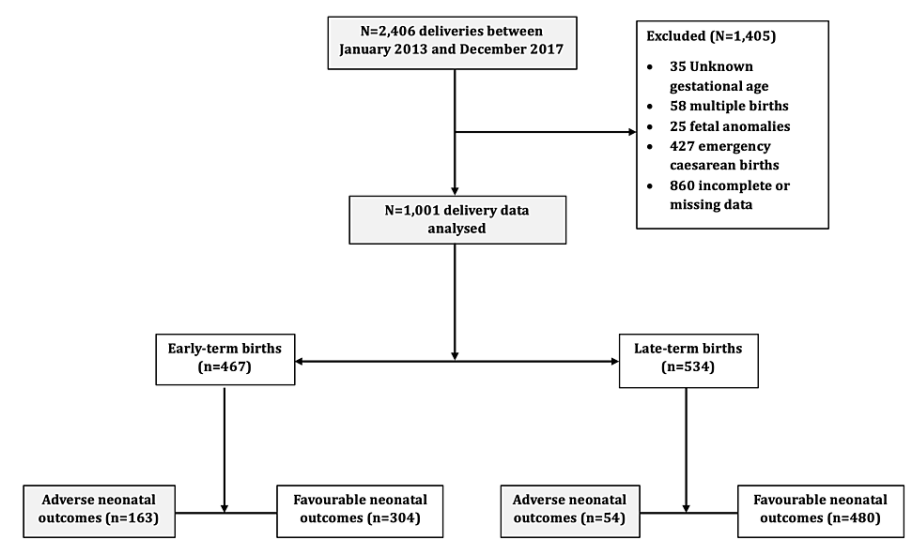 N=2,406 deliveries between
January 2013 and December 2017
Excluded (N=1,405)
• 35 Unknown
gestational age
• 58 multiple births
• 25 fetal anomalies
• 427 emergency
caesarean births
• 860 incomplete or
missing data
N=1,001 delivery data
analysed
Early-term births
(n=467)
Late-term births
(n=534)
Adverse neonatal
outcomes (n=163)
Favourable neonatal
outcomes (n=304)
Adverse neonatal
outcomes (n=54)
Favourable neonatal
outcomes (n=480)